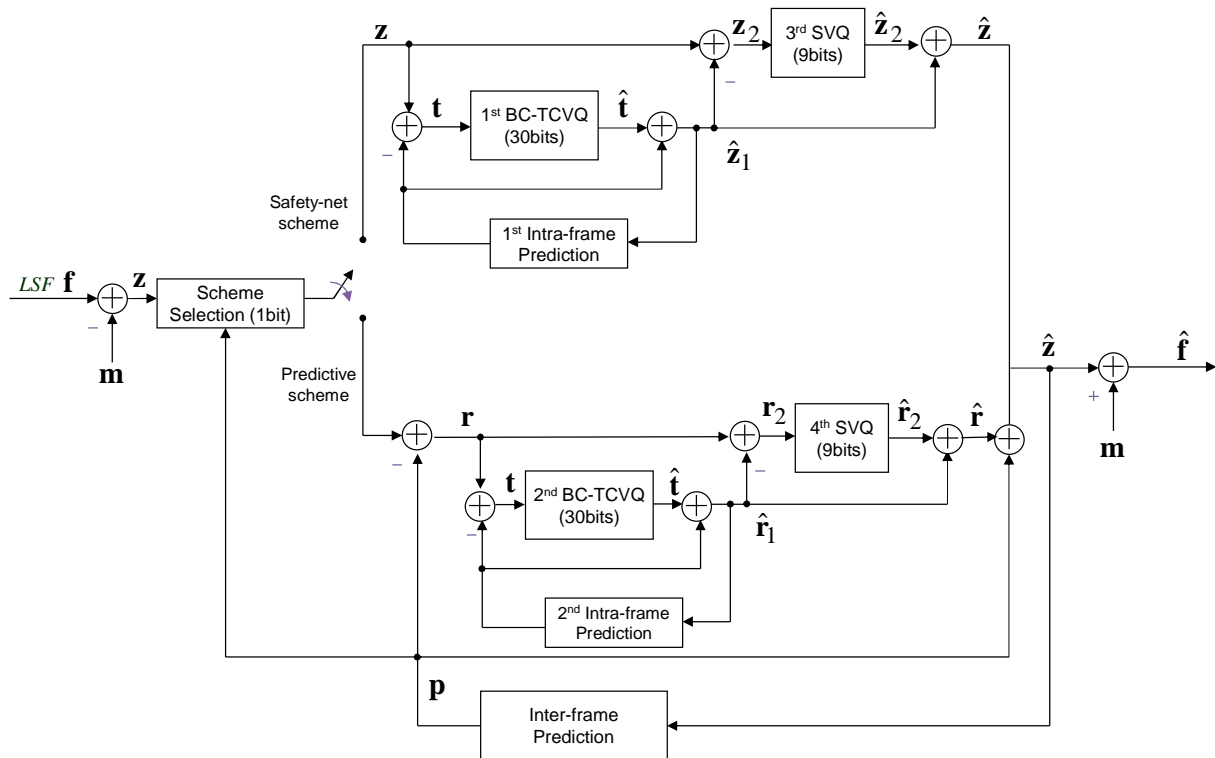 z
z₂
3rd SVQ
(9bits)
ẑ₂
ẑ
–
t
1st BC-TCVQ
(30bits)
t̂
–
ẑ₁
Safety-net
scheme
1st Intra-frame
Prediction
LSF f
z
Scheme
Selection (1bit)
–
m
ẑ
f̂
+
m
Predictive
scheme
r
r₂
4th SVQ
(9bits)
r̂₂
r̂
–
–
t
2nd BC-TCVQ
(30bits)
t̂
–
r̂₁
2nd Intra-frame
Prediction
p
Inter-frame
Prediction